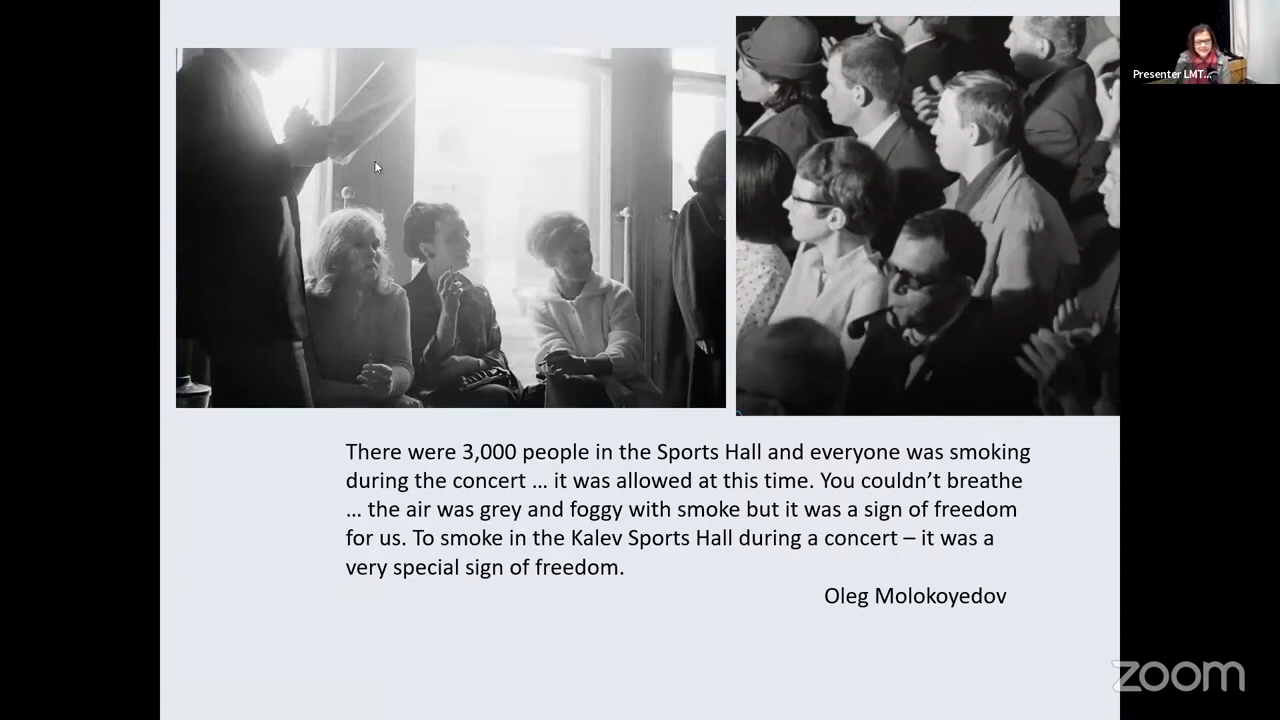 Presenter LMT...
There were 3,000 people in the Sports Hall and everyone was smoking
during the concert … it was allowed at this time. You couldn’t breathe
… the air was grey and foggy with smoke but it was a sign of freedom
for us. To smoke in the Kalev Sports Hall during a concert – it was a
very special sign of freedom.
Oleg Molokoyedov
zoom